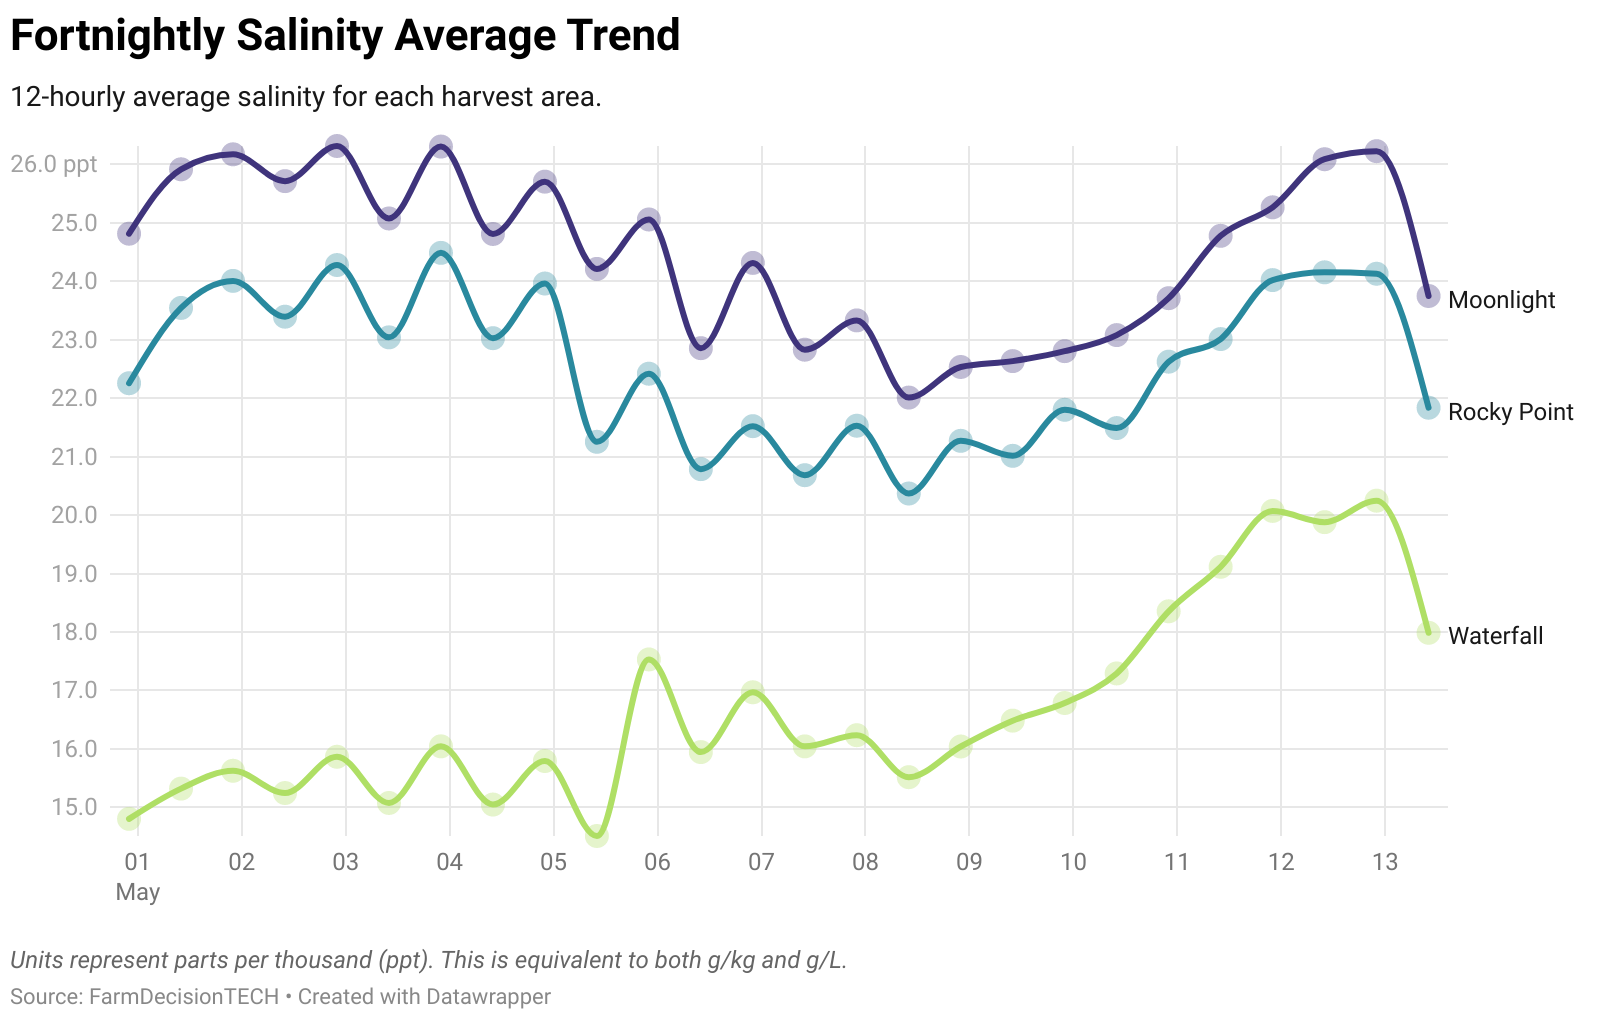 Fortnightly Salinity Average Trend
12-hourly average salinity for each harvest area.
26.0 ppt
25.0
24.0
23.0
22.0
21.0
20.0
19.0
18.0
17.0
16.0
15.0
Moonlight
Rocky Point
Waterfall
01 02 03 04 05 06 07 08 09 10 11 12 13
May
Units represent parts per thousand (ppt). This is equivalent to both g/kg and g/L.
Source: FarmDecisionTECH • Created with Datawrapper